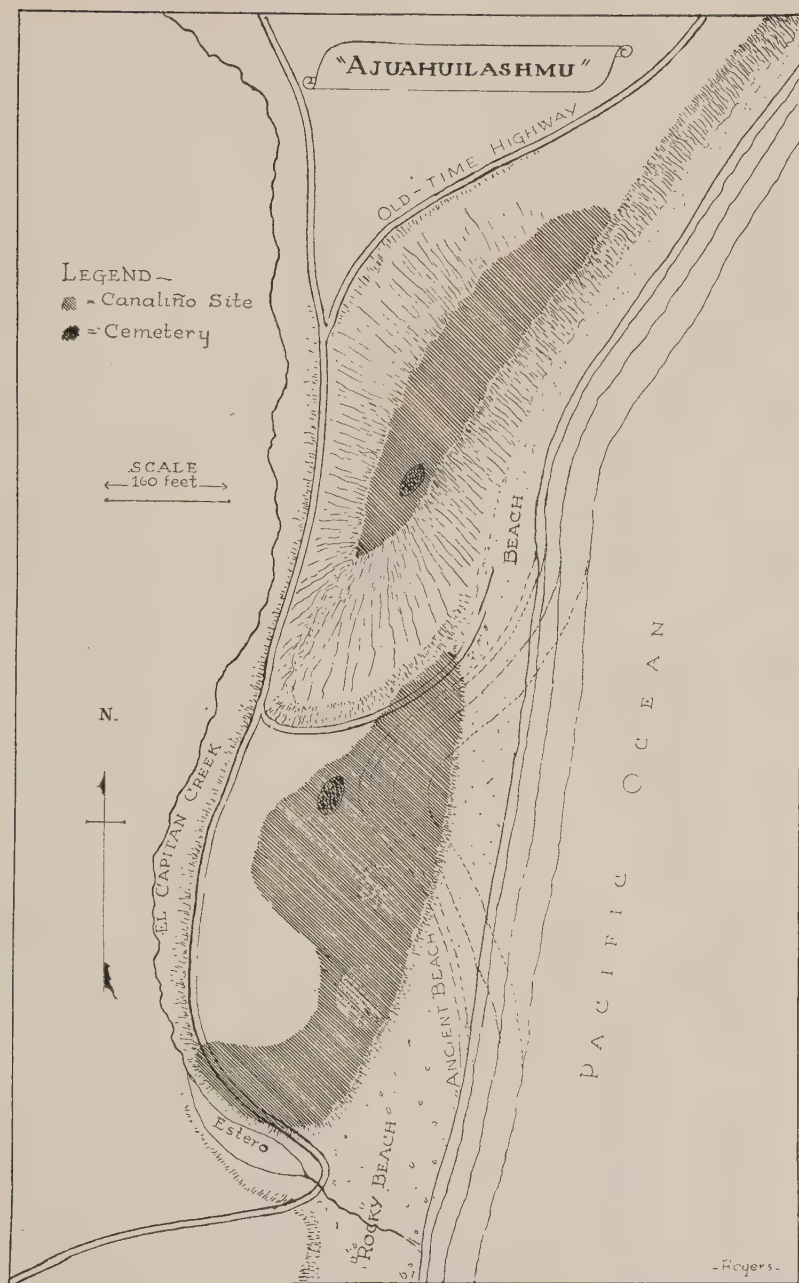 "AJUAHUILASHMU"
OLD-TIME HIGHWAY
LEGEND—
- Canaliño Site
= Cemetery
SCALE
160 feet
BEACH
N.
EL CAPITAN CREEK
PACIFIC OCEAN
ANCIENT BEACH
Estero
ROCKY BEACH
-Rogers-